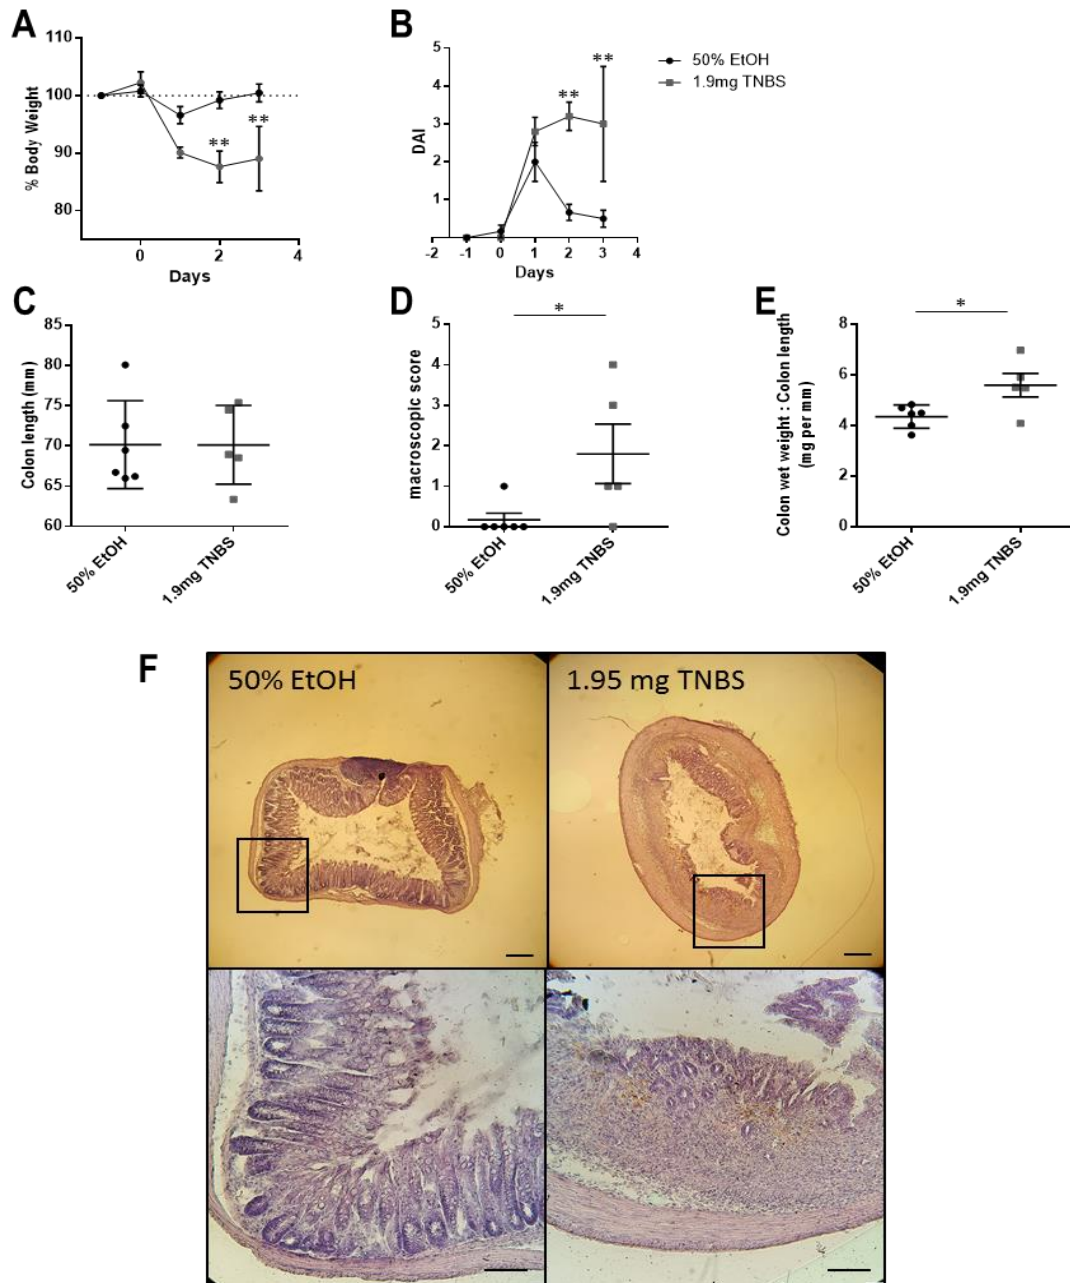 A
110
100
90
80
% Body Weight
** **
0 2 4
Days
B
5
4
3
2
1
DAI
** **
-2 -1 0 1 2 3 4
Days
50% EtOH
1.9mg TNBS
C
85
80
75
70
65
60
Colon length (mm)
50% EtOH
1.9mg TNBS
D
5
4
3
2
1
0
macroscopic score
*
50% EtOH
1.9mg TNBS
E
8
6
4
2
0
Colon wet weight : Colon length
(mg per mm)
*
50% EtOH
1.9mg TNBS
F
50% EtOH
1.95 mg TNBS